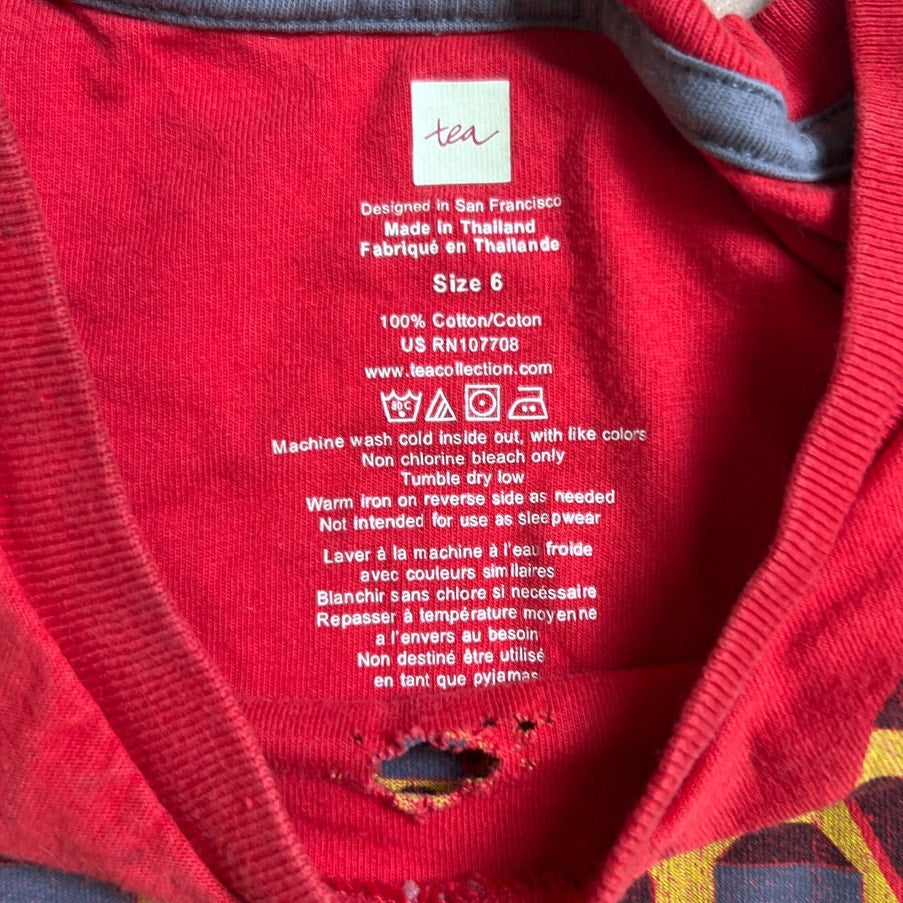 tea
Designed in San Francisco
Made in Thailand
Fabriqué en Thaïlande
Size 6
100% Cotton/Coton
US RN107708
www.teacollection.com
80C
Machine wash cold inside out, with like colors
Non chlorine bleach only
Tumble dry low
Warm iron on reverse side as needed
Not intended for use as sleepwear
Laver à la machine à l'eau froide
avec couleurs similaires
Blanchir sans chlore si necéssaire
Repasser à température moyenne
a l'envers au besoin
Non destiné être utilisé
en tant que pyjamas